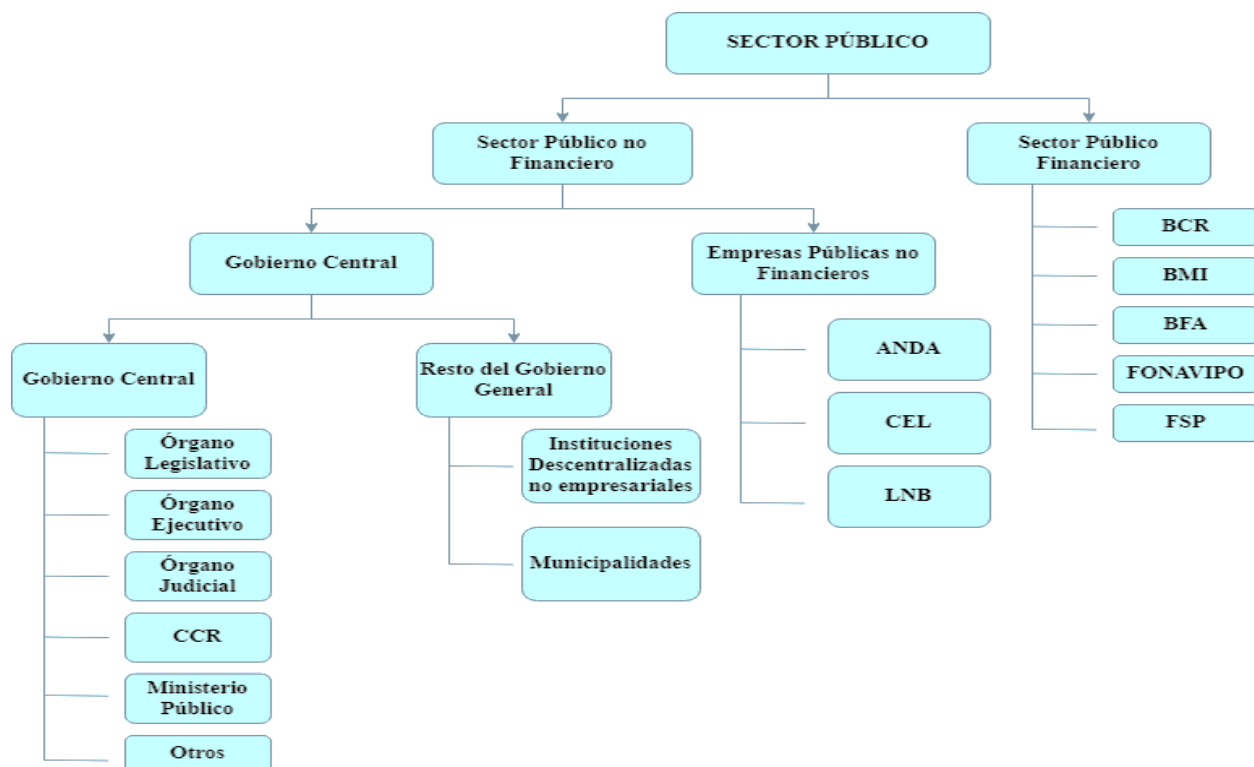 SECTOR PÚBLICO
Sector Público no
Financiero
Sector Público
Financiero
Gobierno Central
Empresas Públicas no
Financieros
BCR
BMI
BFA
FONAVIPO
FSP
Gobierno Central
Resto del Gobierno
General
ANDA
CEL
LNB
Órgano
Legislativo
Órgano
Ejecutivo
Órgano
Judicial
CCR
Ministerio
Público
Otros
Instituciones
Descentralizadas
no empresariales
Municipalidades